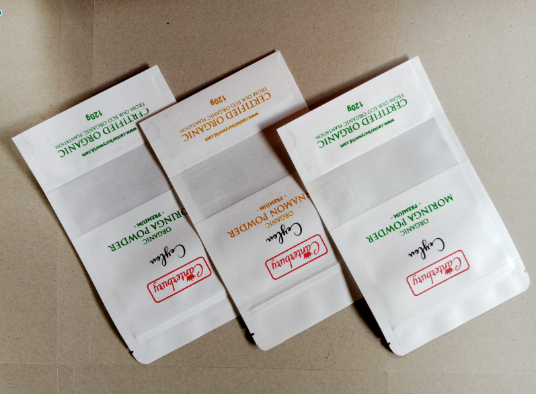 Canterbury
Ceylon
ORGANIC
ORINGA POWDER
- PREMIUM -
CERTIFIED ORGANIC
FROM OUR ECO ORGANIC PLANTATION
120g
Canterbury
Ceylon
ORGANIC
NNAMON POWDER
- PREMIUM -
CERTIFIED ORGANIC
FROM OUR ECO ORGANIC PLANTATION
120g
Canterbury
Ceylon
ORGANIC
MORINGA POWDER
- PREMIUM -
CERTIFIED ORGANIC
FROM OUR ECO ORGANIC PLANTATION
120g